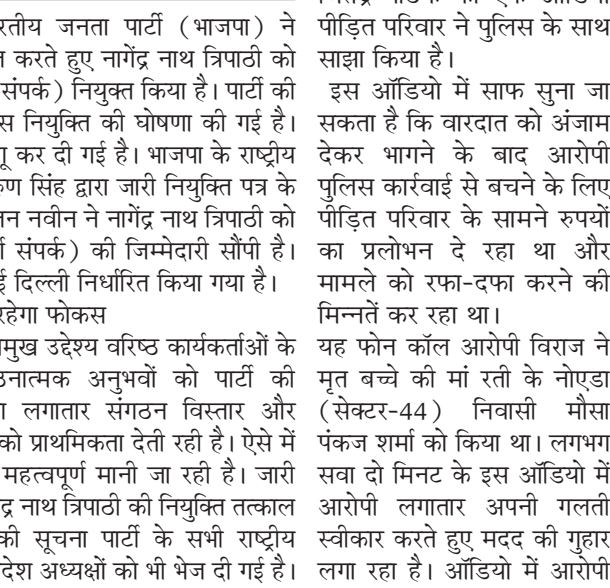 रतीय जनता पार्टी (भाजपा) ने
करते हुए नागेंद्र नाथ त्रिपाठी को
संपर्क) नियुक्त किया है। पार्टी की
स नियुक्ति की घोषणा की गई है।
गू कर दी गई है। भाजपा के राष्ट्रीय
सिंह द्वारा जारी नियुक्ति पत्र के
नवीन ने नागेंद्र नाथ त्रिपाठी को
संपर्क) की जिम्मेदारी सौंपी है।
ई दिल्ली निर्धारित किया गया है।
रहेगा फोकस
मुख उद्देश्य वरिष्ठ कार्यकर्ताओं के
ठनात्मक अनुभवों को पार्टी की
लगातार संगठन विस्तार और
को प्राथमिकता देती रही है। ऐसे में
महत्वपूर्ण मानी जा रही है। जारी
द्र नाथ त्रिपाठी की नियुक्ति तत्काल
की सूचना पार्टी के सभी राष्ट्रीय
देश अध्यक्षों को भी भेज दी गई है।
पीड़ित परिवार ने पुलिस के साथ
साझा किया है।
इस ऑडियो में साफ सुना जा
सकता है कि वारदात को अंजाम
देकर भागने के बाद आरोपी
पुलिस कार्रवाई से बचने के लिए
पीड़ित परिवार के सामने रुपयों
का प्रलोभन दे रहा था और
मामले को रफा-दफा करने की
मिन्नतें कर रहा था।
यह फोन कॉल आरोपी विराज ने
मृत बच्चे की मां रती के नोएडा
(सेक्टर-44) निवासी मौसा
पंकज शर्मा को किया था। लगभग
सवा दो मिनट के इस ऑडियो में
आरोपी लगातार अपनी गलती
स्वीकार करते हुए मदद की गुहार
लगा रहा है। ऑडियो में आरोपी